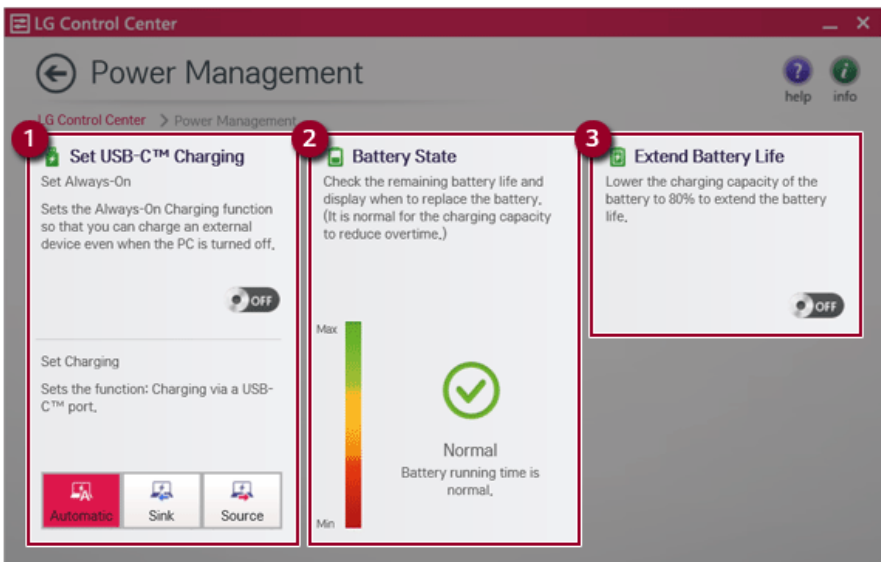 LG Control Center
Power Management
help
info
LG Control Center > Power Management
1
Set USB-C™ Charging
Set Always-On
Sets the Always-On Charging function
so that you can charge an external
device even when the PC is turned off.
OFF
Set Charging
Sets the function: Charging via a USB-
C™ port.
Automatic
Sink
Source
2
Battery State
Check the remaining battery life and
display when to replace the battery.
(It is normal for the charging capacity
to reduce overtime.)
Max
Min
Normal
Battery running time is
normal.
3
Extend Battery Life
Lower the charging capacity of the
battery to 80% to extend the battery
life.
OFF